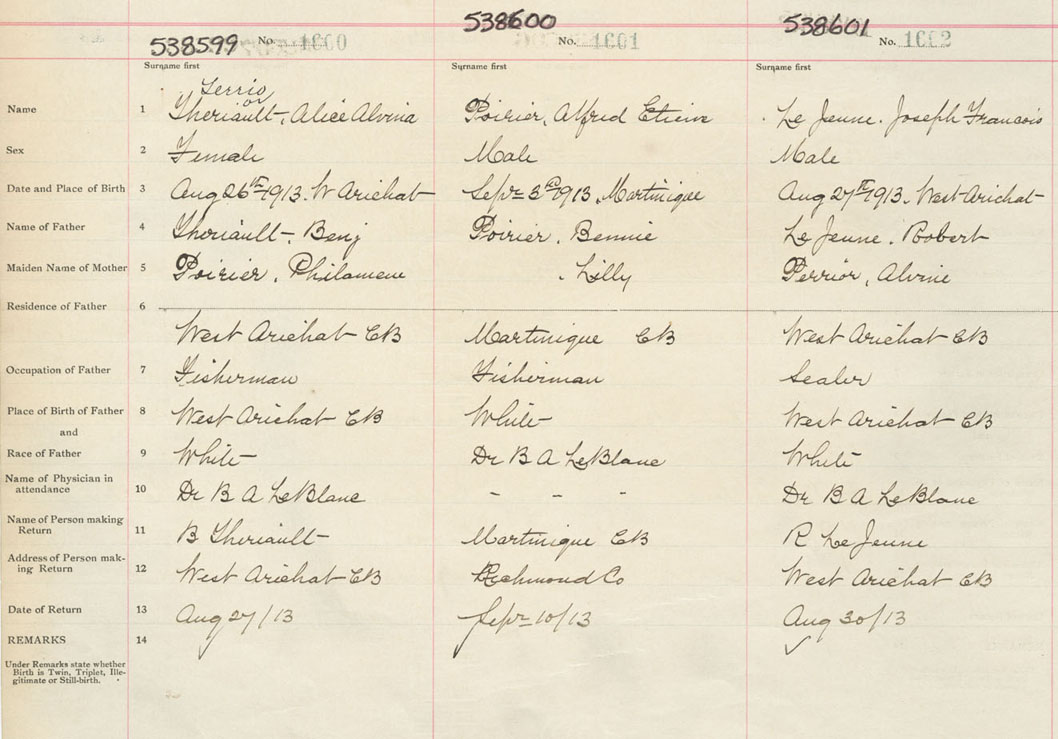 538599 No. 1600 538600 No. 1601 538601 No. 1602
Surname first Surname first Surname first
Terrio
or
Name 1 Theriault, Alice Alvina Poirier, Alfred Etienne Le Jeune. Joseph Francois
Sex 2 Female Male Male
Date and Place of Birth 3 Aug 26th 1913. W Arichat Sept 3rd 1913, Martinique Aug 27th 1913. West Arichat
Name of Father 4 Theriault, Benj Poirier, Bennie Le Jeune. Robert
Maiden Name of Mother 5 Poirier, Philomene , Lilly Perrior, Alvine
Residence of Father 6
West Arichat CB Martinique CB West Arichat CB
Occupation of Father 7 Fisherman Fisherman Sealer
Place of Birth of Father 8 West Arichat CB White West Arichat CB
and
Race of Father 9 White Dr B A LeBlanc White
Name of Physician in
attendance 10 Dr B A LeBlanc - - - Dr B A LeBlanc
Name of Person making
Return 11 B Theriault Martinique CB R Le Jeune
Address of Person mak-
ing Return 12 West Arichat CB Richmond Co West Arichat CB
Date of Return 13 Aug 27/13 Sept 10/13 Aug 30/13
REMARKS 14
Under Remarks state whether
Birth is Twin, Triplet, Ille-
gitimate or Still-birth.